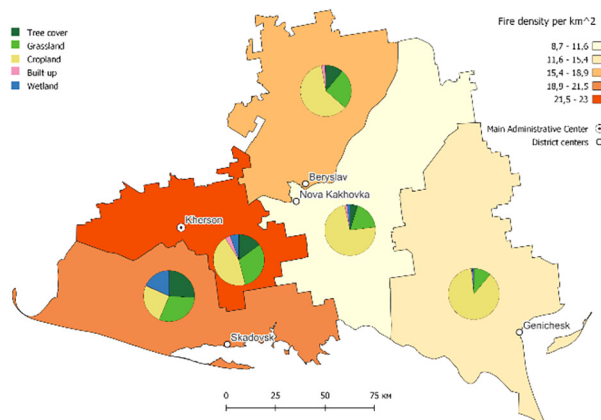 Tree cover
Grassland
Cropland
Built up
Wetland
Fire density per km^2
8,7 - 11.6
11,6 - 15.4
15,4 - 18,9
18,9 - 21.5
21,5 - 23
Main Administrative Center
District centers
Beryslav
Nova Kakhovka
Kherson
Skadovsk
Genichesk
0 25 50 75 км